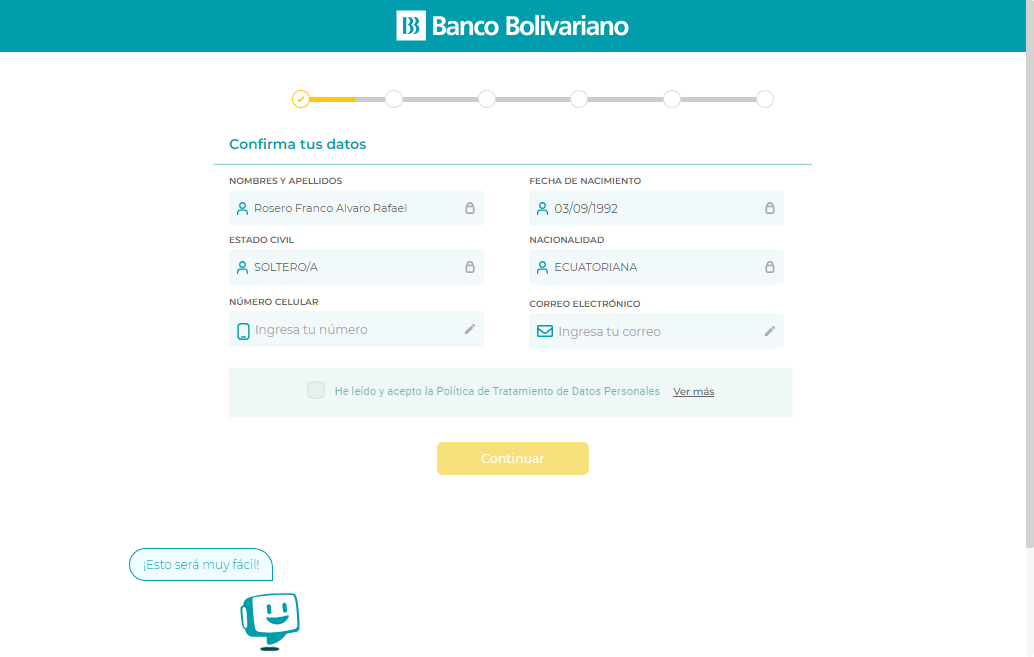 Banco Bolivariano
Confirma tus datos
NOMBRES Y APELLIDOS
Rosero Franco Alvaro Rafael
FECHA DE NACIMIENTO
03/09/1992
ESTADO CIVIL
SOLTERO/A
NACIONALIDAD
ECUATORIANA
NÚMERO CELULAR
Ingresa tu número
CORREO ELECTRÓNICO
Ingresa tu correo
He leído y acepto la Política de Tratamiento de Datos Personales Ver más
Continuar
¡Esto será muy fácil!